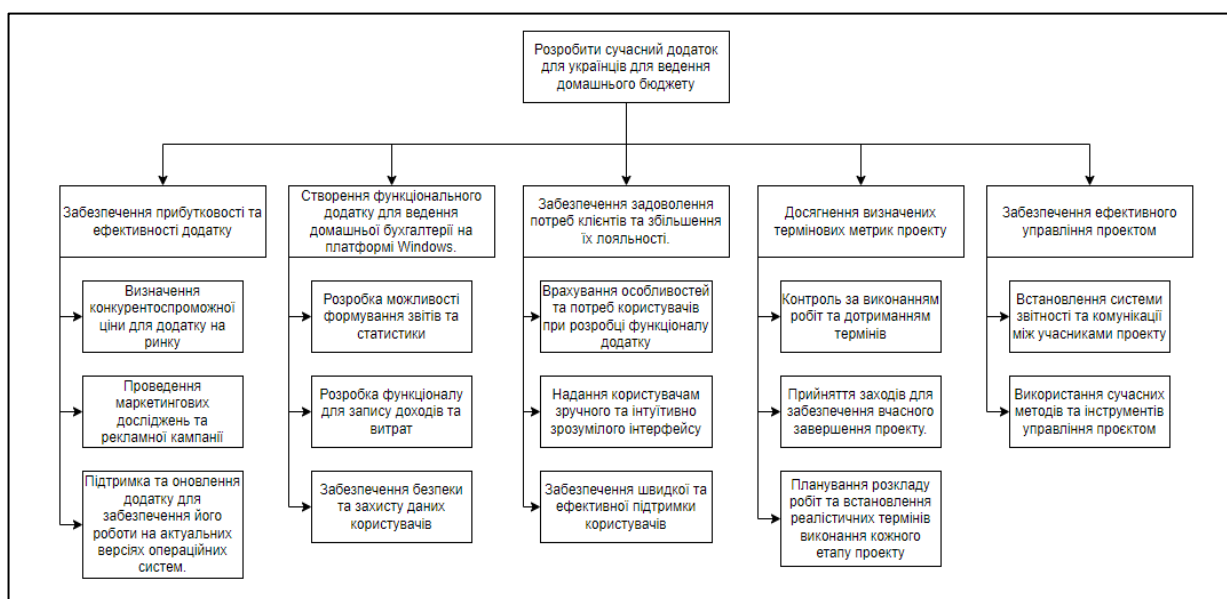 Розробити сучасний додаток
для українців для ведення
домашнього бюджету
Забезпечення прибутковості та
ефективності додатку
Створення функціонального
додатку для ведення
домашньої бухгалтерії на
платформі Windows.
Забезпечення задоволення
потреб клієнтів та збільшення
їх лояльності.
Досягнення визначених
термінових метрик проекту
Забезпечення ефективного
управління проектом
Визначення
конкурентоспроможної
ціни для додатку на
ринку
Розробка можливості
формування звітів та
статистики
Врахування особливостей
та потреб користувачів
при розробці функціоналу
додатку
Контроль за виконанням
робіт та дотриманням
термінів
Встановлення системи
звітності та комунікації
між учасниками проекту
Проведення
маркетингових
досліджень та
рекламної кампанії
Розробка функціоналу
для запису доходів та
витрат
Надання користувачам
зручного та інтуїтивно
зрозумілого інтерфейсу
Прийняття заходів для
забезпечення вчасного
завершення проекту.
Використання сучасних
методів та інструментів
управління проєктом
Підтримка та оновлення
додатку для
забезпечення його
роботи на актуальних
версіях операційних
систем.
Забезпечення безпеки
та захисту даних
користувачів
Забезпечення швидкої та
ефективної підтримки
користувачів
Планування розкладу
робіт та встановлення
реалістичних термінів
виконання кожного
етапу проекту